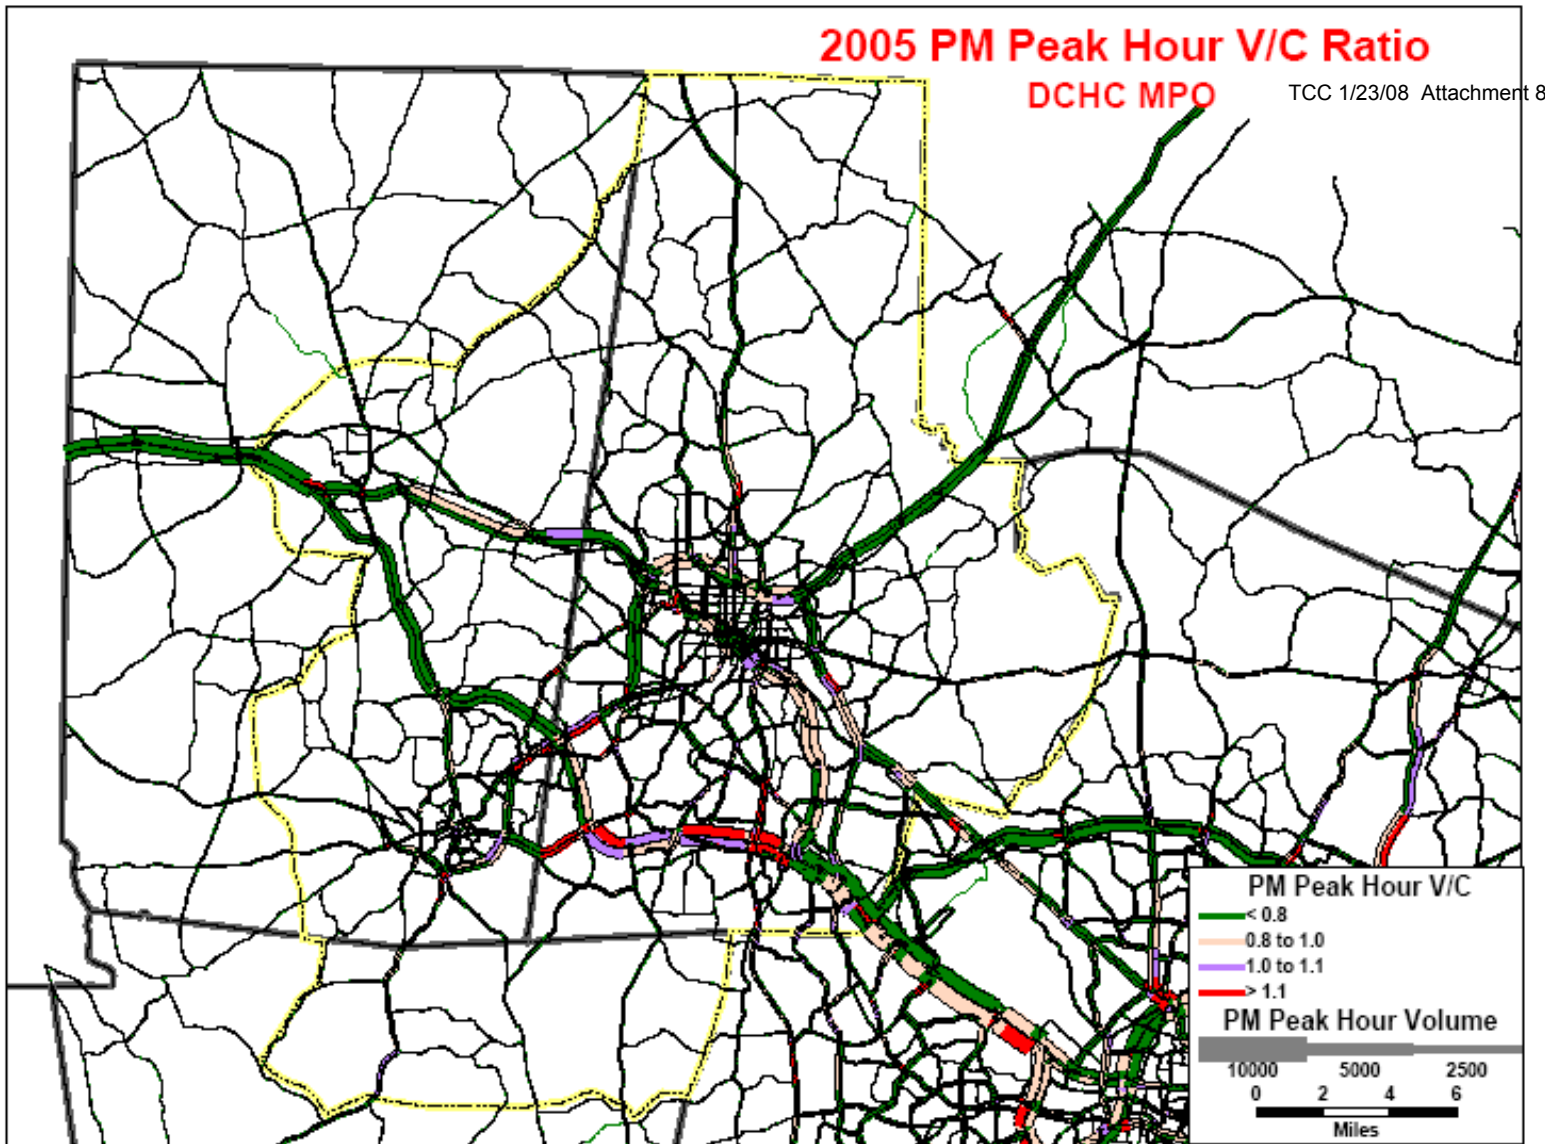 2005 PM Peak Hour V/C Ratio
DCHC MPO
TCC 1/23/08 Attachment 8
PM Peak Hour V/C
< 0.8
0.8 to 1.0
1.0 to 1.1
> 1.1
PM Peak Hour Volume
10000 5000 2500
0 2 4 6
Miles